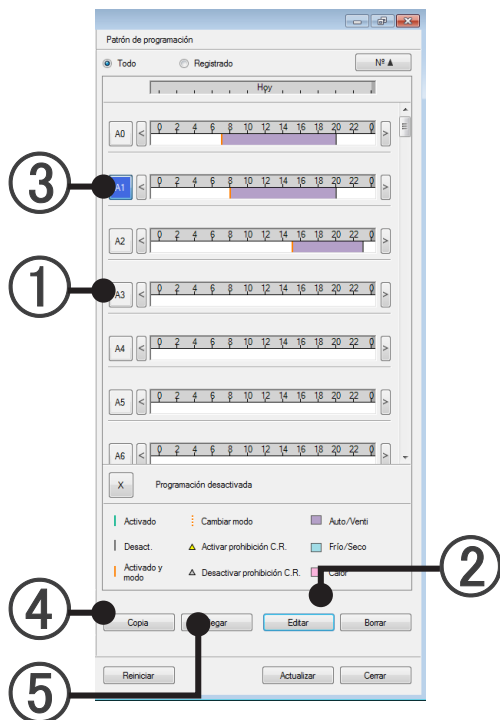 Patrón de programación
Todo Registrado Nº ▲
Hoy
A0 < 0 2 4 6 8 10 12 14 16 18 20 22 0 >
③ A1 < 0 2 4 6 8 10 12 14 16 18 20 22 0 >
A2 < 0 2 4 6 8 10 12 14 16 18 20 22 0 >
① A3 < 0 2 4 6 8 10 12 14 16 18 20 22 0 >
A4 < 0 2 4 6 8 10 12 14 16 18 20 22 0 >
A5 < 0 2 4 6 8 10 12 14 16 18 20 22 0 >
A6 < 0 2 4 6 8 10 12 14 16 18 20 22 0 >
X Programación desactivada
Activado Cambiar modo Auto/Venti
Desact. Activar prohibición C.R. Frío/Seco
Activado y modo Desactivar prohibición C.R. Calor
②
④ Copia egar Editar Borrar
⑤ Reiniciar Actualizar Cerrar